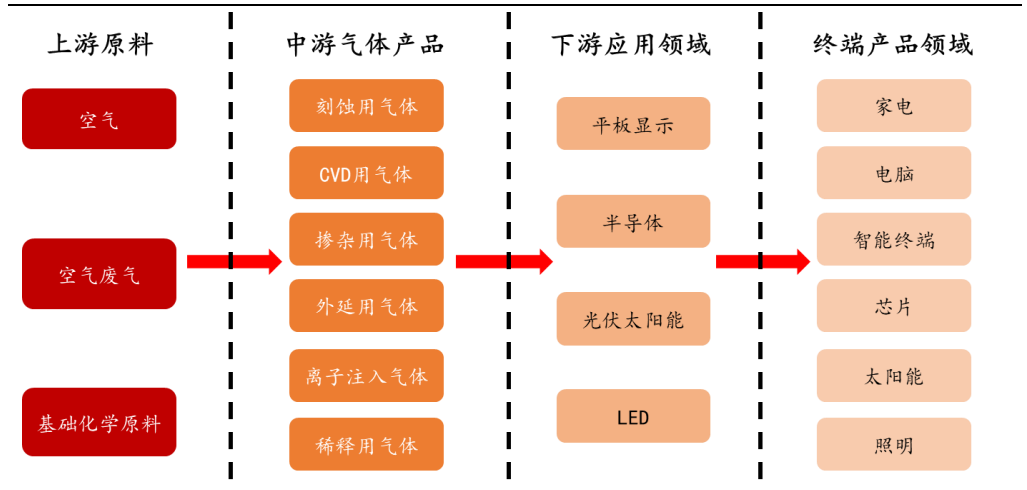 上游原料
空气
空气废气
基础化学原料
中游气体产品
刻蚀用气体
CVD用气体
掺杂用气体
外延用气体
离子注入气体
稀释用气体
下游应用领域
平板显示
半导体
光伏太阳能
LED
终端产品领域
家电
电脑
智能终端
芯片
太阳能
照明